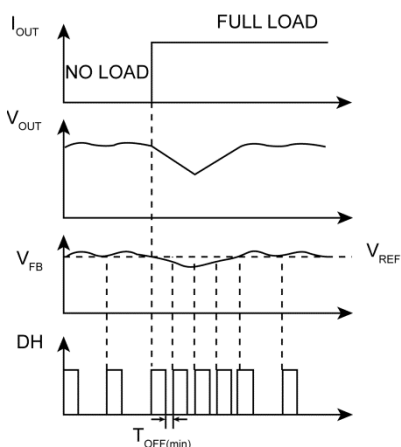 I_OUT
FULL LOAD
NO LOAD
V_OUT
V_FB
V_REF
DH
T_OFF(min)